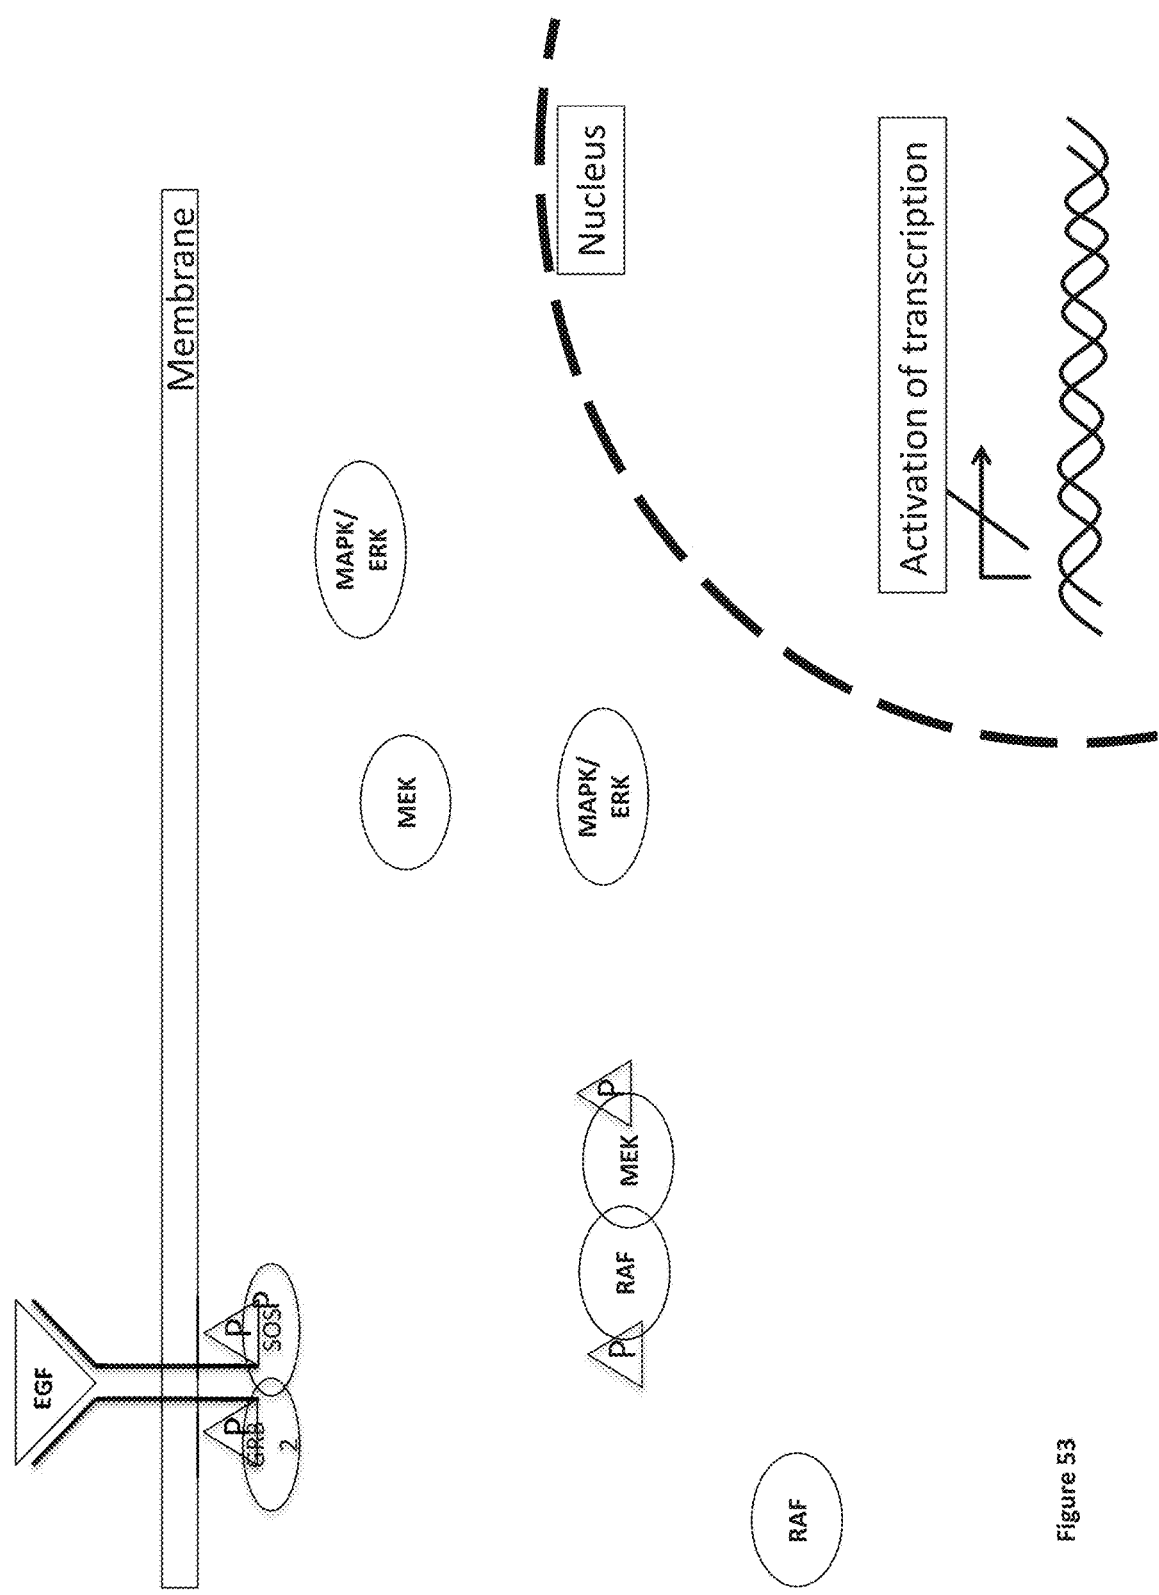 EGF
Membrane
P
P
P
GRB
2
SOS
MAPK/
ERK
MEK
Nucleus
MAPK/
ERK
P
RAF
MEK
P
Activation of transcription
RAF
Figure 53